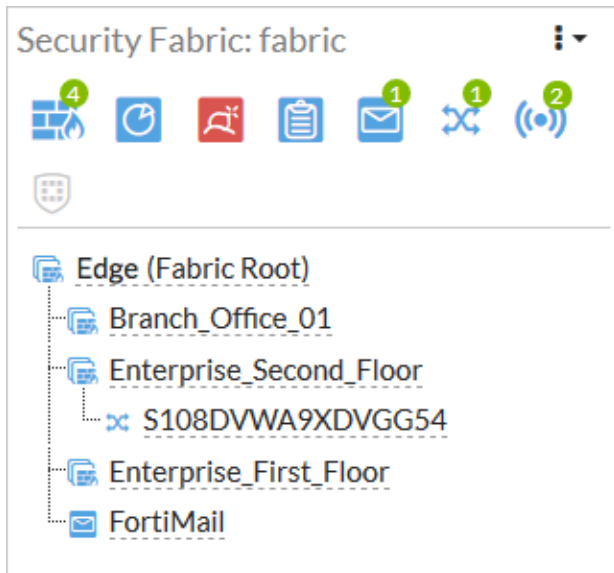 Security Fabric: fabric
4
1
1
2
Edge (Fabric Root)
Branch_Office_01
Enterprise_Second_Floor
S108DVWA9XDVGG54
Enterprise_First_Floor
FortiMail